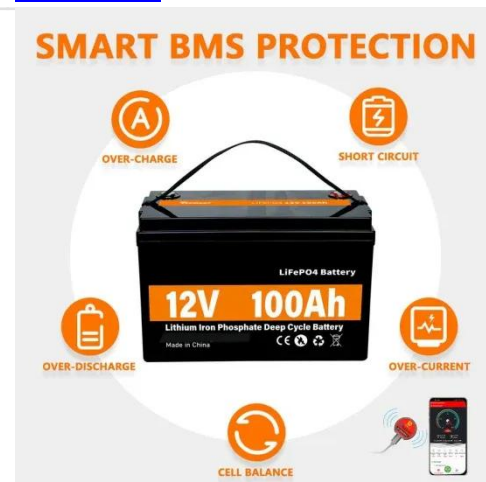 SMART BMS PROTECTION
OVER-CHARGE
SHORT CIRCUIT
LiFePO4 Battery
12V 100Ah
Lithium Iron Phosphate Deep Cycle Battery
Made in China
CE
OVER-DISCHARGE
OVER-CURRENT
CELL BALANCE